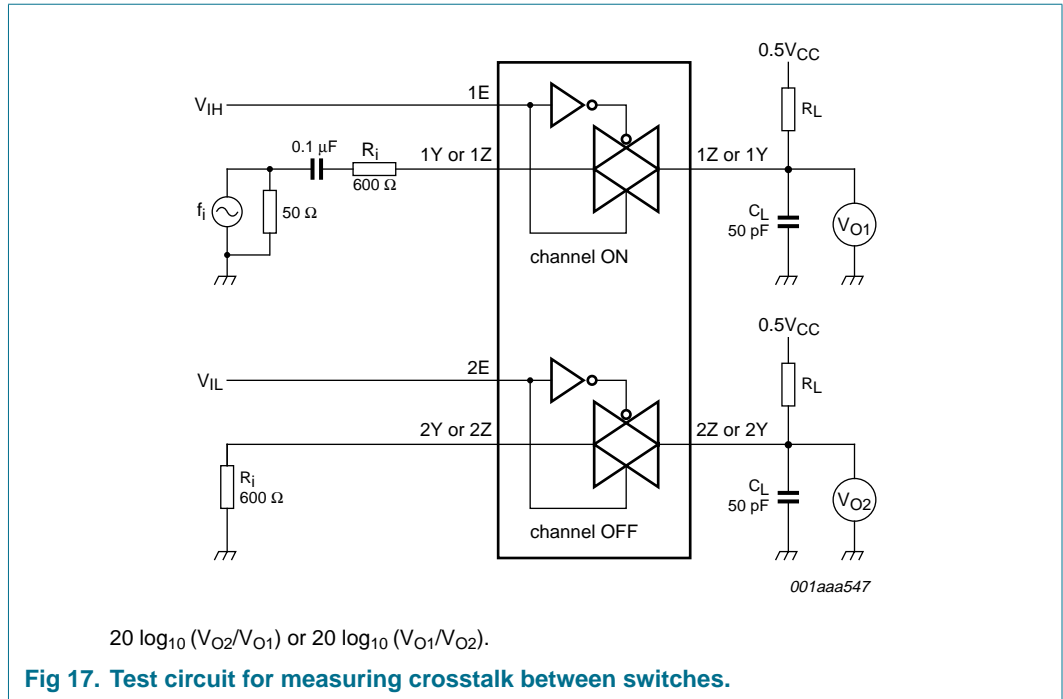 0.5VCC
RL
VIH
1E
0.1 μF
Ri
600 Ω
1Y or 1Z
1Z or 1Y
fi
50 Ω
CL
50 pF
VO1
channel ON
0.5VCC
RL
VIL
2E
2Y or 2Z
2Z or 2Y
Ri
600 Ω
CL
50 pF
VO2
channel OFF
001aaa547
20 log10 (VO2/VO1) or 20 log10 (VO1/VO2).
Fig 17. Test circuit for measuring crosstalk between switches.